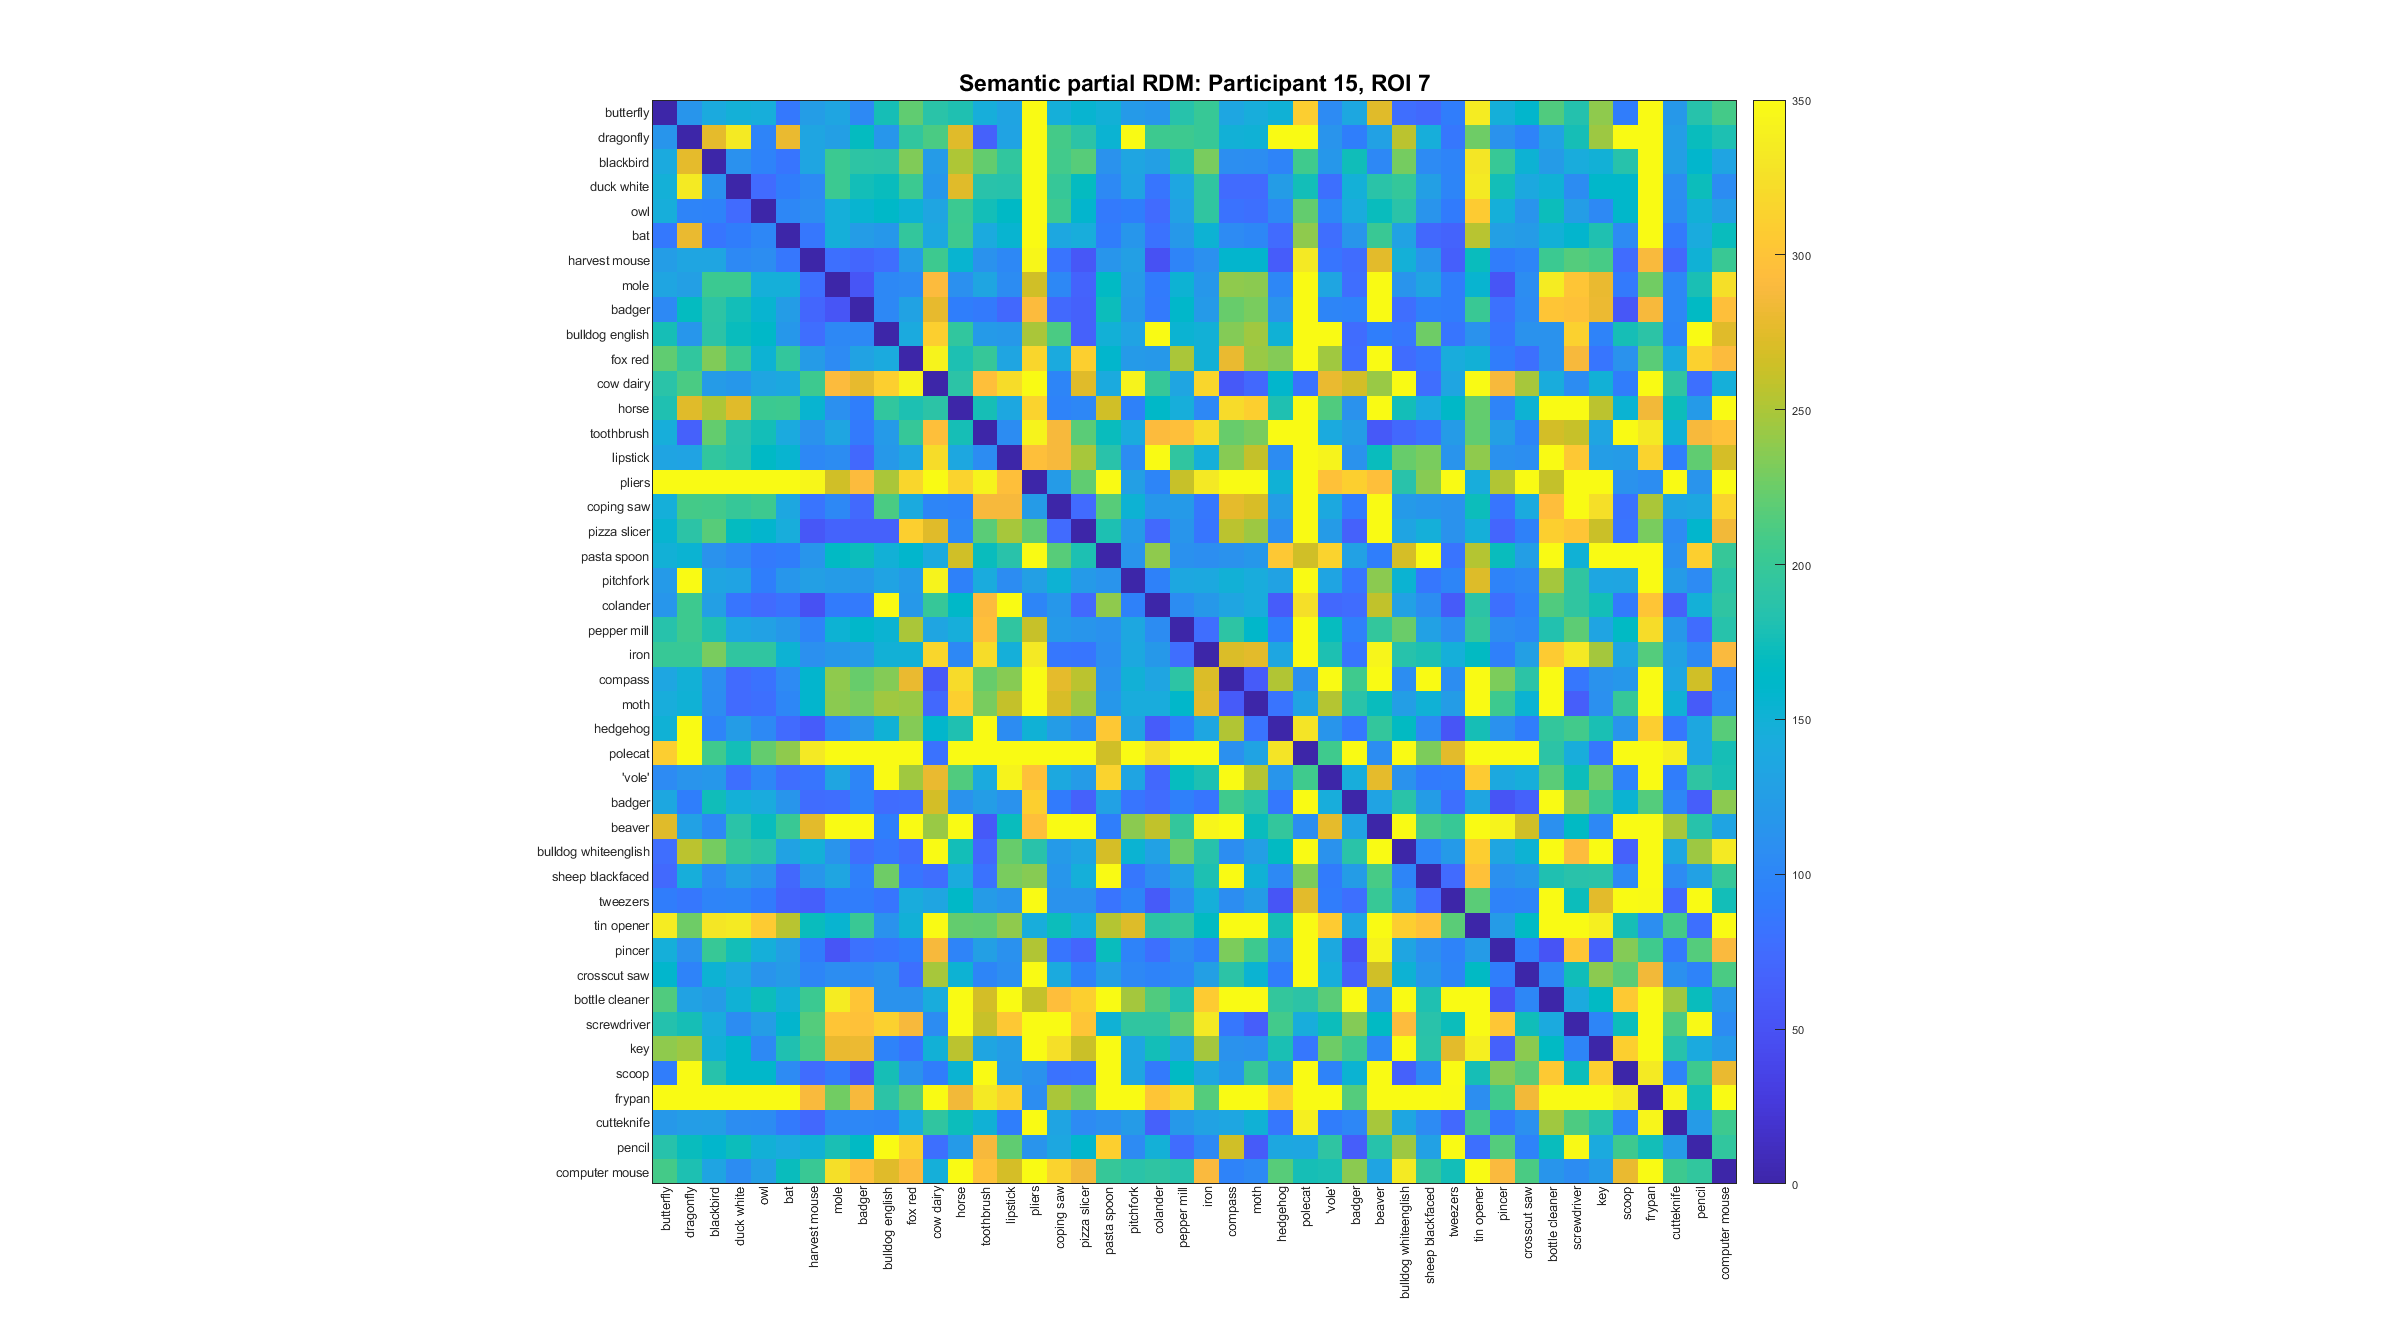 Semantic partial RDM: Participant 15, ROI 7
butterfly
dragonfly
blackbird
duck white
owl
bat
harvest mouse
mole
badger
bulldog english
fox red
cow dairy
horse
toothbrush
lipstick
pliers
coping saw
pizza slicer
pasta spoon
pitchfork
colander
pepper mill
iron
compass
moth
hedgehog
polecat
'vole'
badger
beaver
bulldog whiteenglish
sheep blackfaced
tweezers
tin opener
pincer
crosscut saw
bottle cleaner
screwdriver
key
scoop
frypan
cutteknife
pencil
computer mouse
butterfly
dragonfly
blackbird
duck white
owl
bat
harvest mouse
mole
badger
bulldog english
fox red
cow dairy
horse
toothbrush
lipstick
pliers
coping saw
pizza slicer
pasta spoon
pitchfork
colander
pepper mill
iron
compass
moth
hedgehog
polecat
'vole'
badger
beaver
bulldog whiteenglish
sheep blackfaced
tweezers
tin opener
pincer
crosscut saw
bottle cleaner
screwdriver
key
scoop
frypan
cutteknife
pencil
computer mouse
350
300
250
200
150
100
50
0